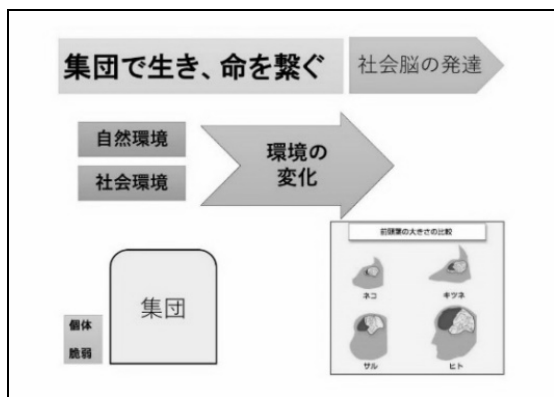 集団で生き、命を繋ぐ
社会脳の発達
自然環境
社会環境
環境の
変化
前頭葉の大きさの比較
ネコ
キツネ
サル
ヒト
集団
個体
脆弱